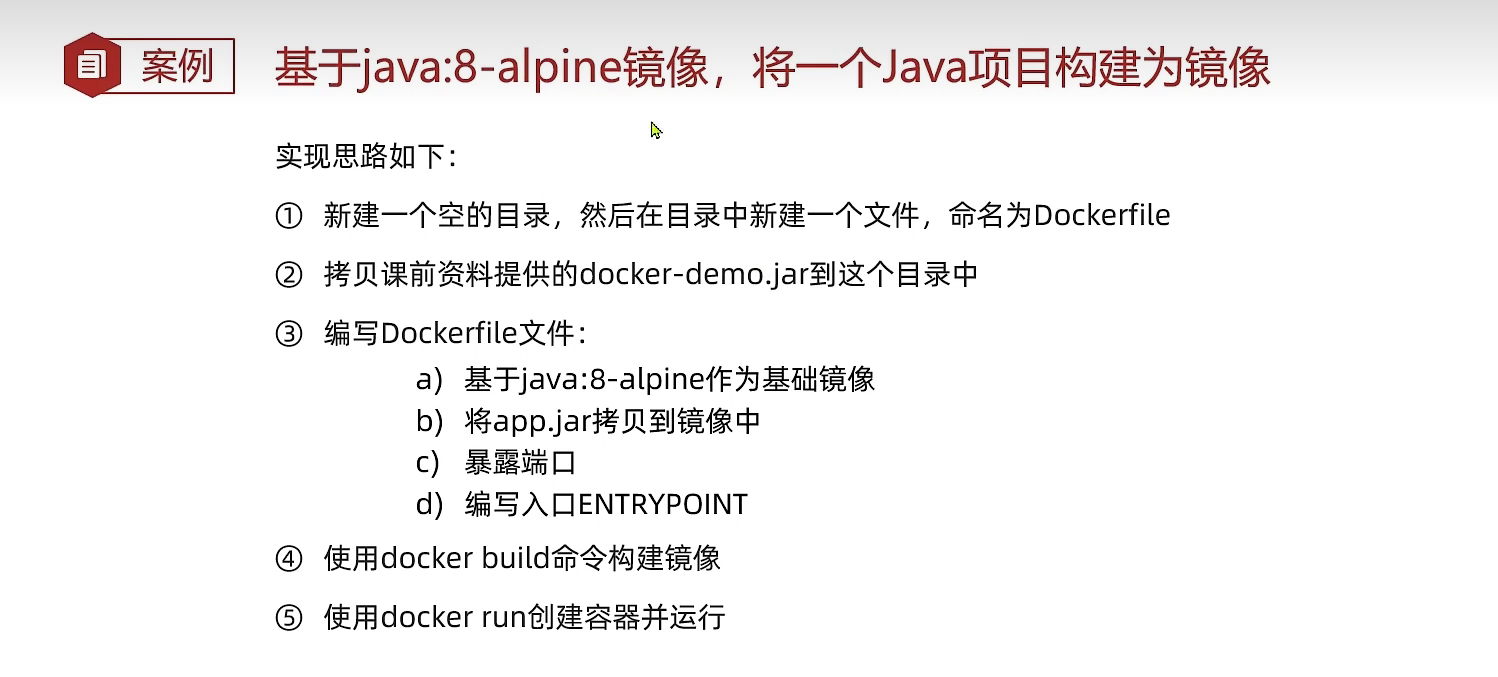 案例
基于java:8-alpine镜像，将一个Java项目构建为镜像
实现思路如下：
① 新建一个空的目录，然后在目录中新建一个文件，命名为Dockerfile
② 拷贝课前资料提供的docker-demo.jar到这个目录中
③ 编写Dockerfile文件：
a) 基于java:8-alpine作为基础镜像
b) 将app.jar拷贝到镜像中
c) 暴露端口
d) 编写入口ENTRYPOINT
④ 使用docker build命令构建镜像
⑤ 使用docker run创建容器并运行